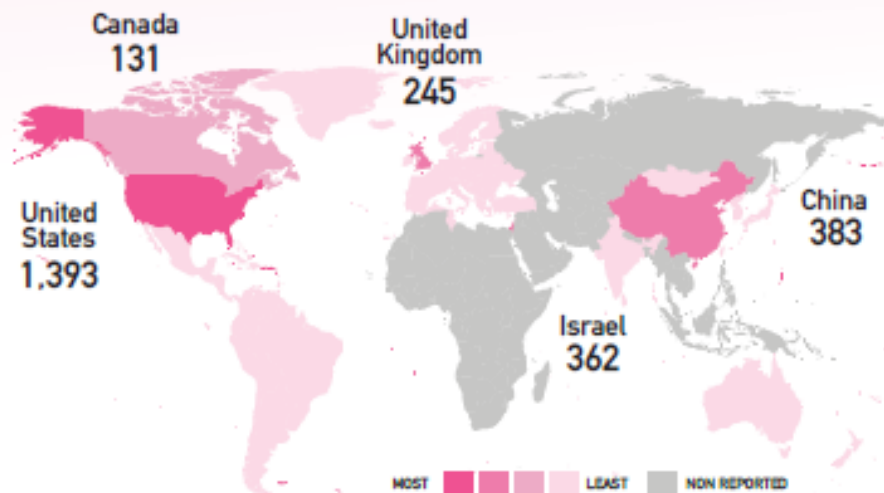 Canada
131
United
Kingdom
245
United
States
1,393
China
383
Israel
362
MOST
LEAST
NON REPORTED